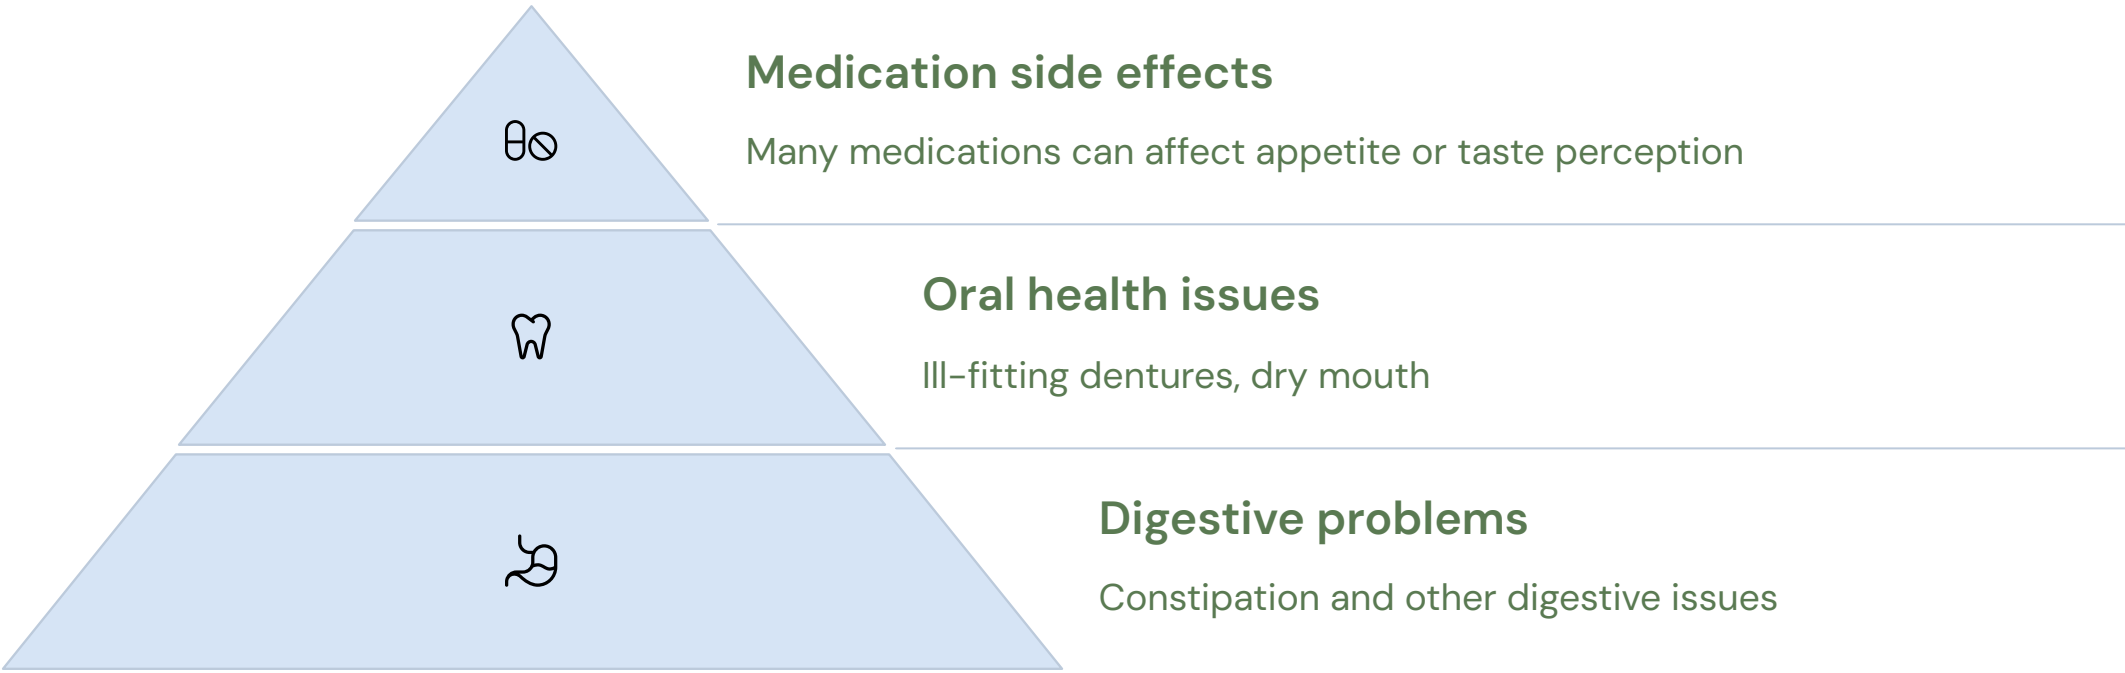 Medication side effects
Many medications can affect appetite or taste perception
Oral health issues
Ill-fitting dentures, dry mouth
Digestive problems
Constipation and other digestive issues